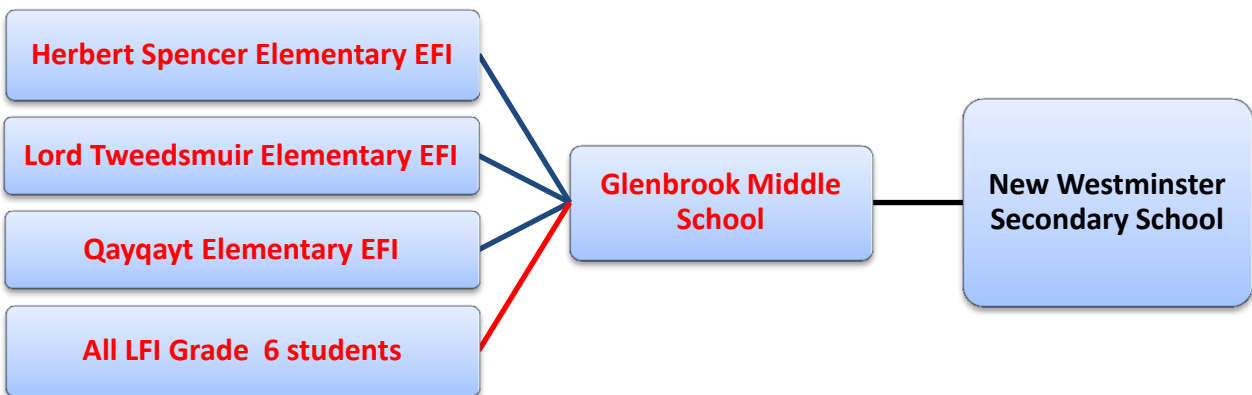 Herbert Spencer Elementary EFI
Lord Tweedsmuir Elementary EFI
Qayqayt Elementary EFI
All LFI Grade  6 students
Glenbrook Middle
School
New Westminster
Secondary School